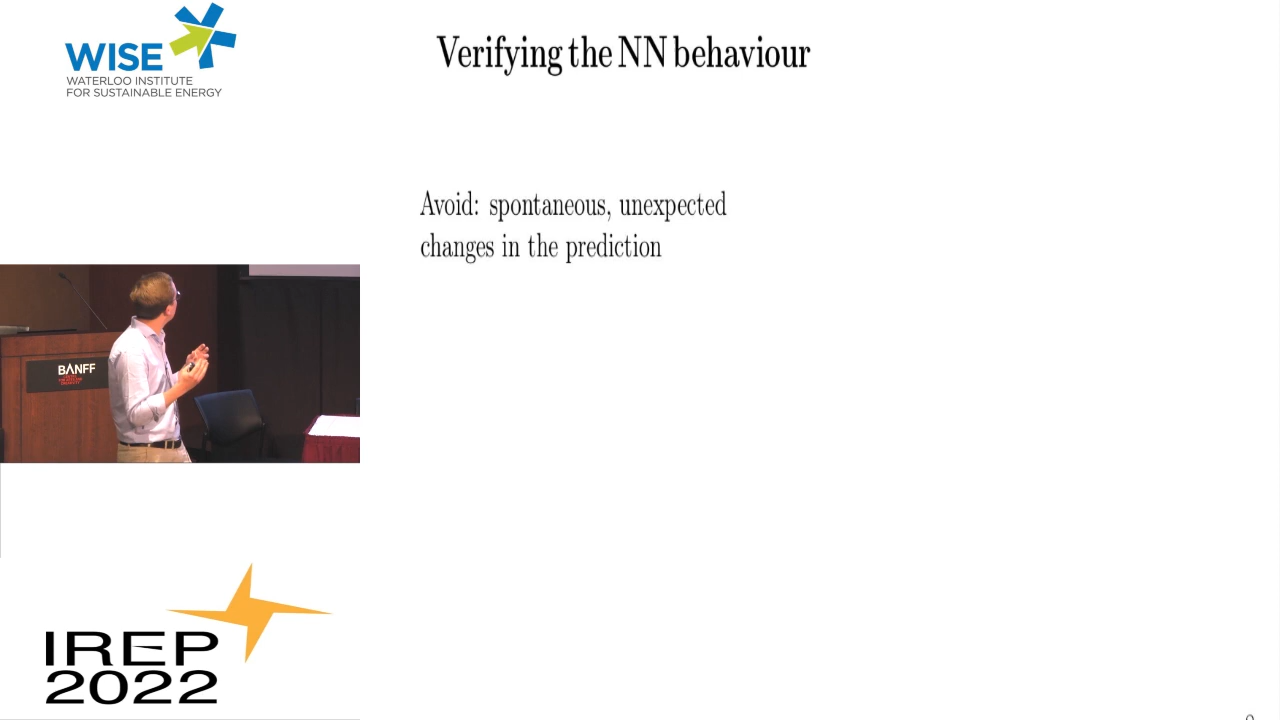 WISE
WATERLOO INSTITUTE
FOR SUSTAINABLE ENERGY
Verifying the NN behaviour
Avoid: spontaneous, unexpected
changes in the prediction
BANFF
IREP
2022